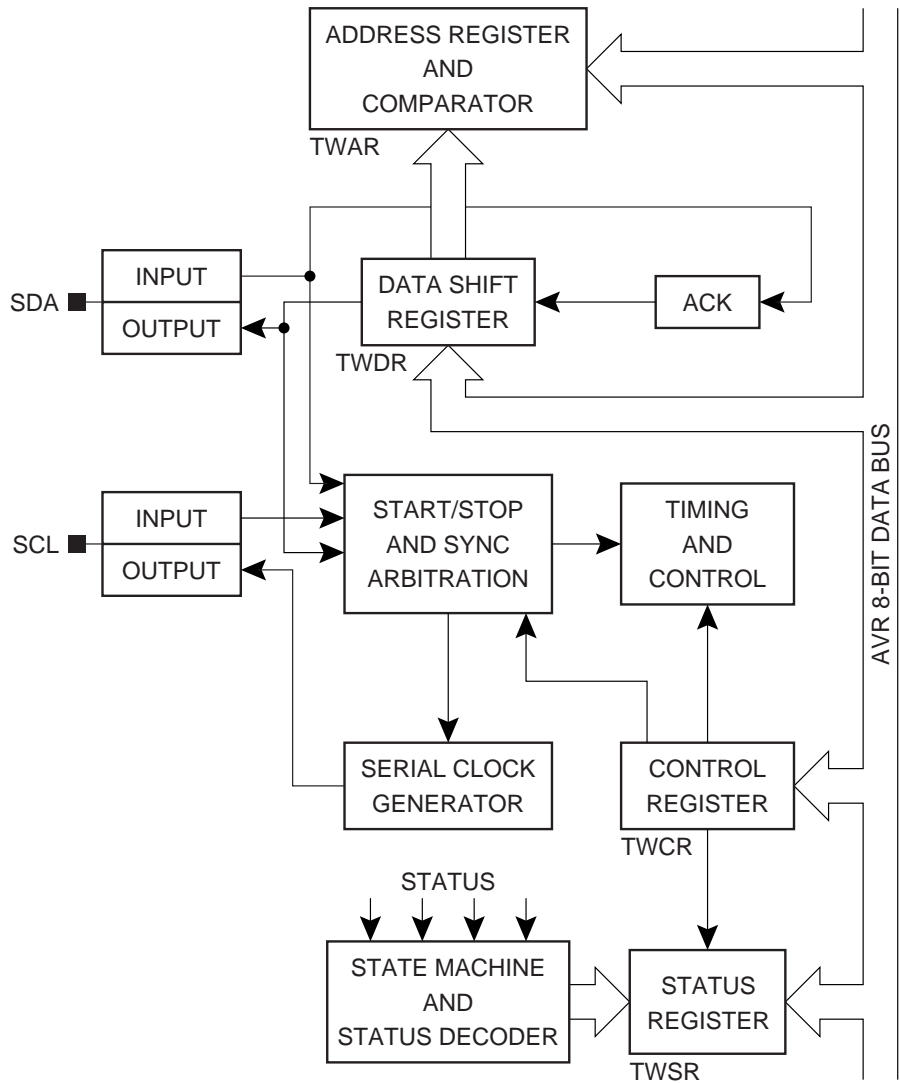 ADDRESS REGISTER
AND
COMPARATOR
TWAR
SDA
INPUT
OUTPUT
DATA SHIFT
REGISTER
TWDR
ACK
SCL
INPUT
OUTPUT
START/STOP
AND SYNC
ARBITRATION
TIMING
AND
CONTROL
AVR 8-BIT DATA BUS
SERIAL CLOCK
GENERATOR
CONTROL
REGISTER
TWCR
STATUS
STATE MACHINE
AND
STATUS DECODER
STATUS
REGISTER
TWSR